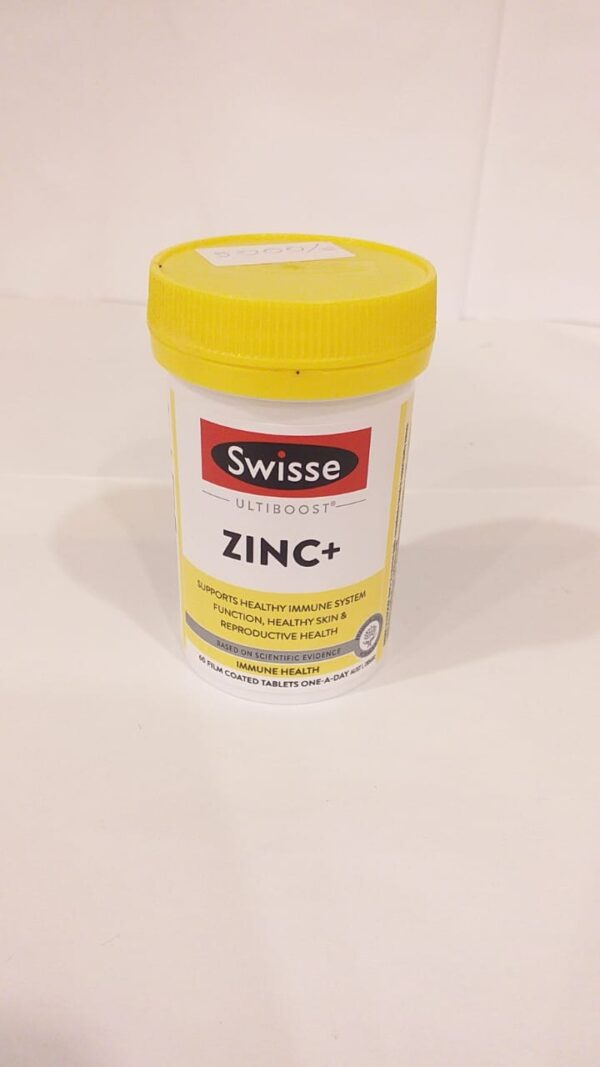 Swisse
ULTIBOOST®
ZINC+
SUPPORTS HEALTHY IMMUNE SYSTEM
FUNCTION, HEALTHY SKIN &
REPRODUCTIVE HEALTH
BASED ON SCIENTIFIC EVIDENCE
IMMUNE HEALTH
60 FILM COATED TABLETS ONE-A-DAY